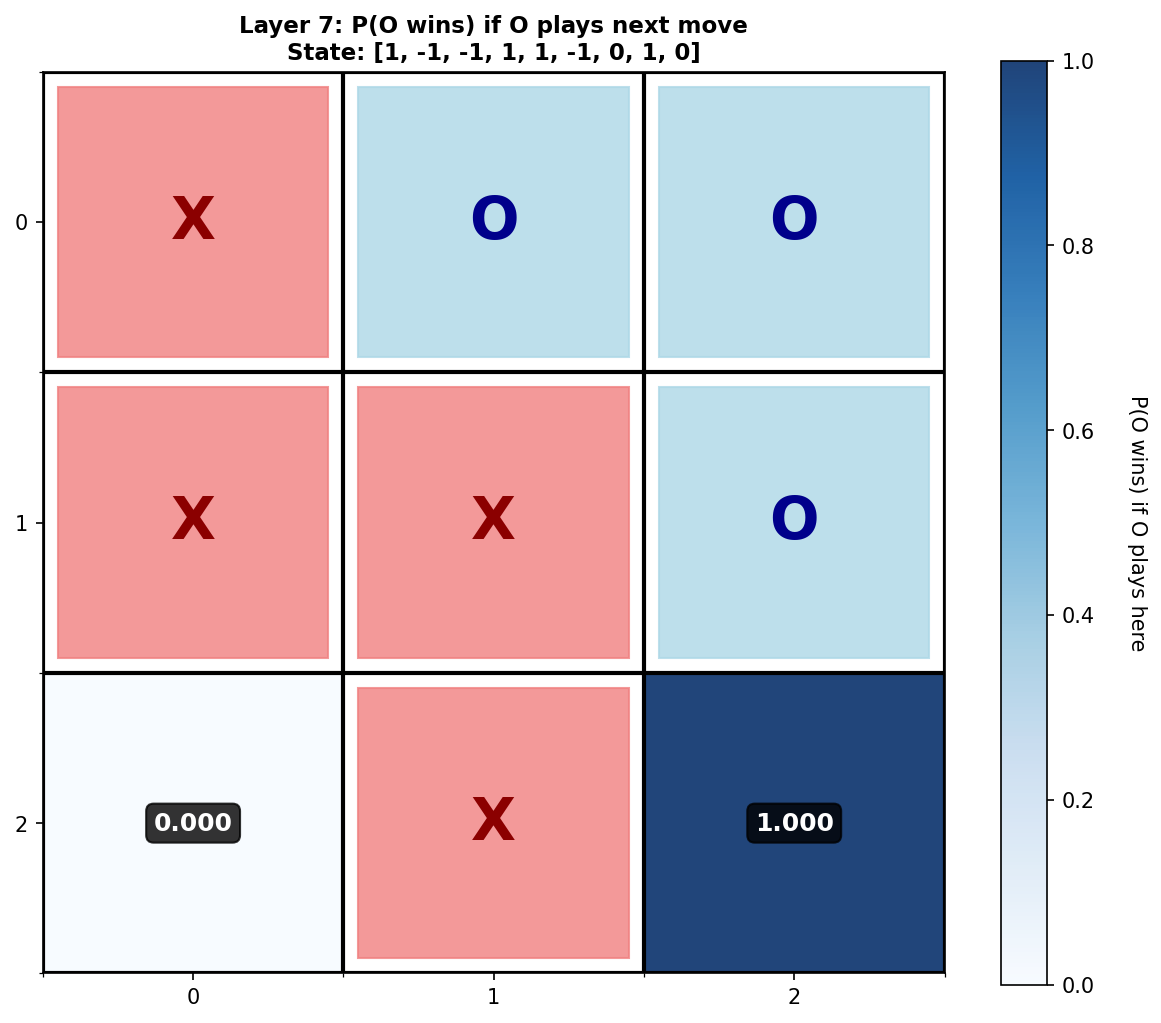 Layer 7: P(O wins) if O plays next move
State: [1, -1, -1, 1, 1, -1, 0, 1, 0]
0
X
O
O
1
X
X
O
2
0.000
X
1.000
0
1
2
1.0
0.8
0.6
0.4
0.2
0.0
P(O wins) if O plays here